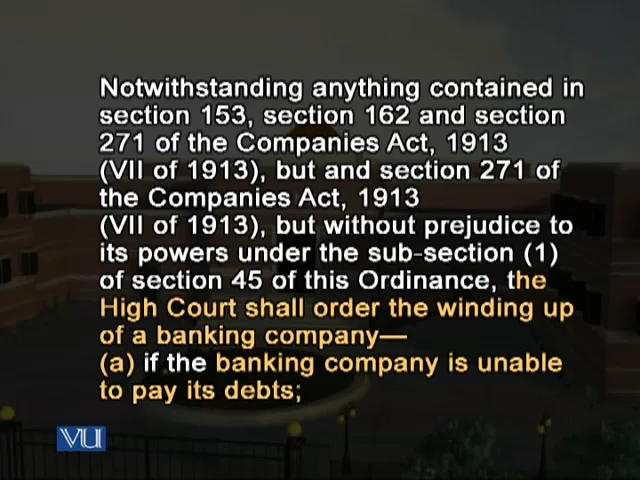 Notwithstanding anything contained in
section 153, section 162 and section
271 of the Companies Act, 1913
(VII of 1913), but and section 271 of
the Companies Act, 1913
(VII of 1913), but without prejudice to
its powers under the sub-section (1)
of section 45 of this Ordinance, the
High Court shall order the winding up
of a banking company—
(a) if the banking company is unable
to pay its debts;
VU